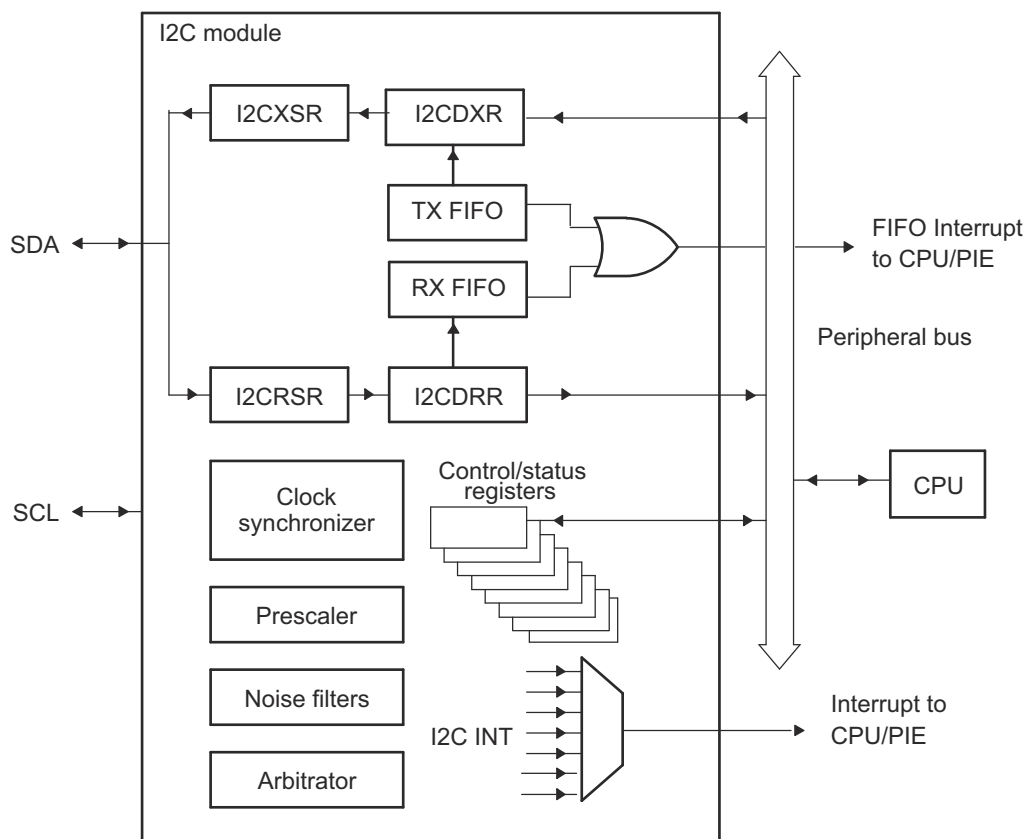 I2C module
I2CXSR
I2CDXR
TX FIFO
SDA
FIFO Interrupt
to CPU/PIE
RX FIFO
Peripheral bus
I2CRSR
I2CDRR
Control/status
registers
Clock
synchronizer
SCL
CPU
Prescaler
Noise filters
I2C INT
Interrupt to
CPU/PIE
Arbitrator